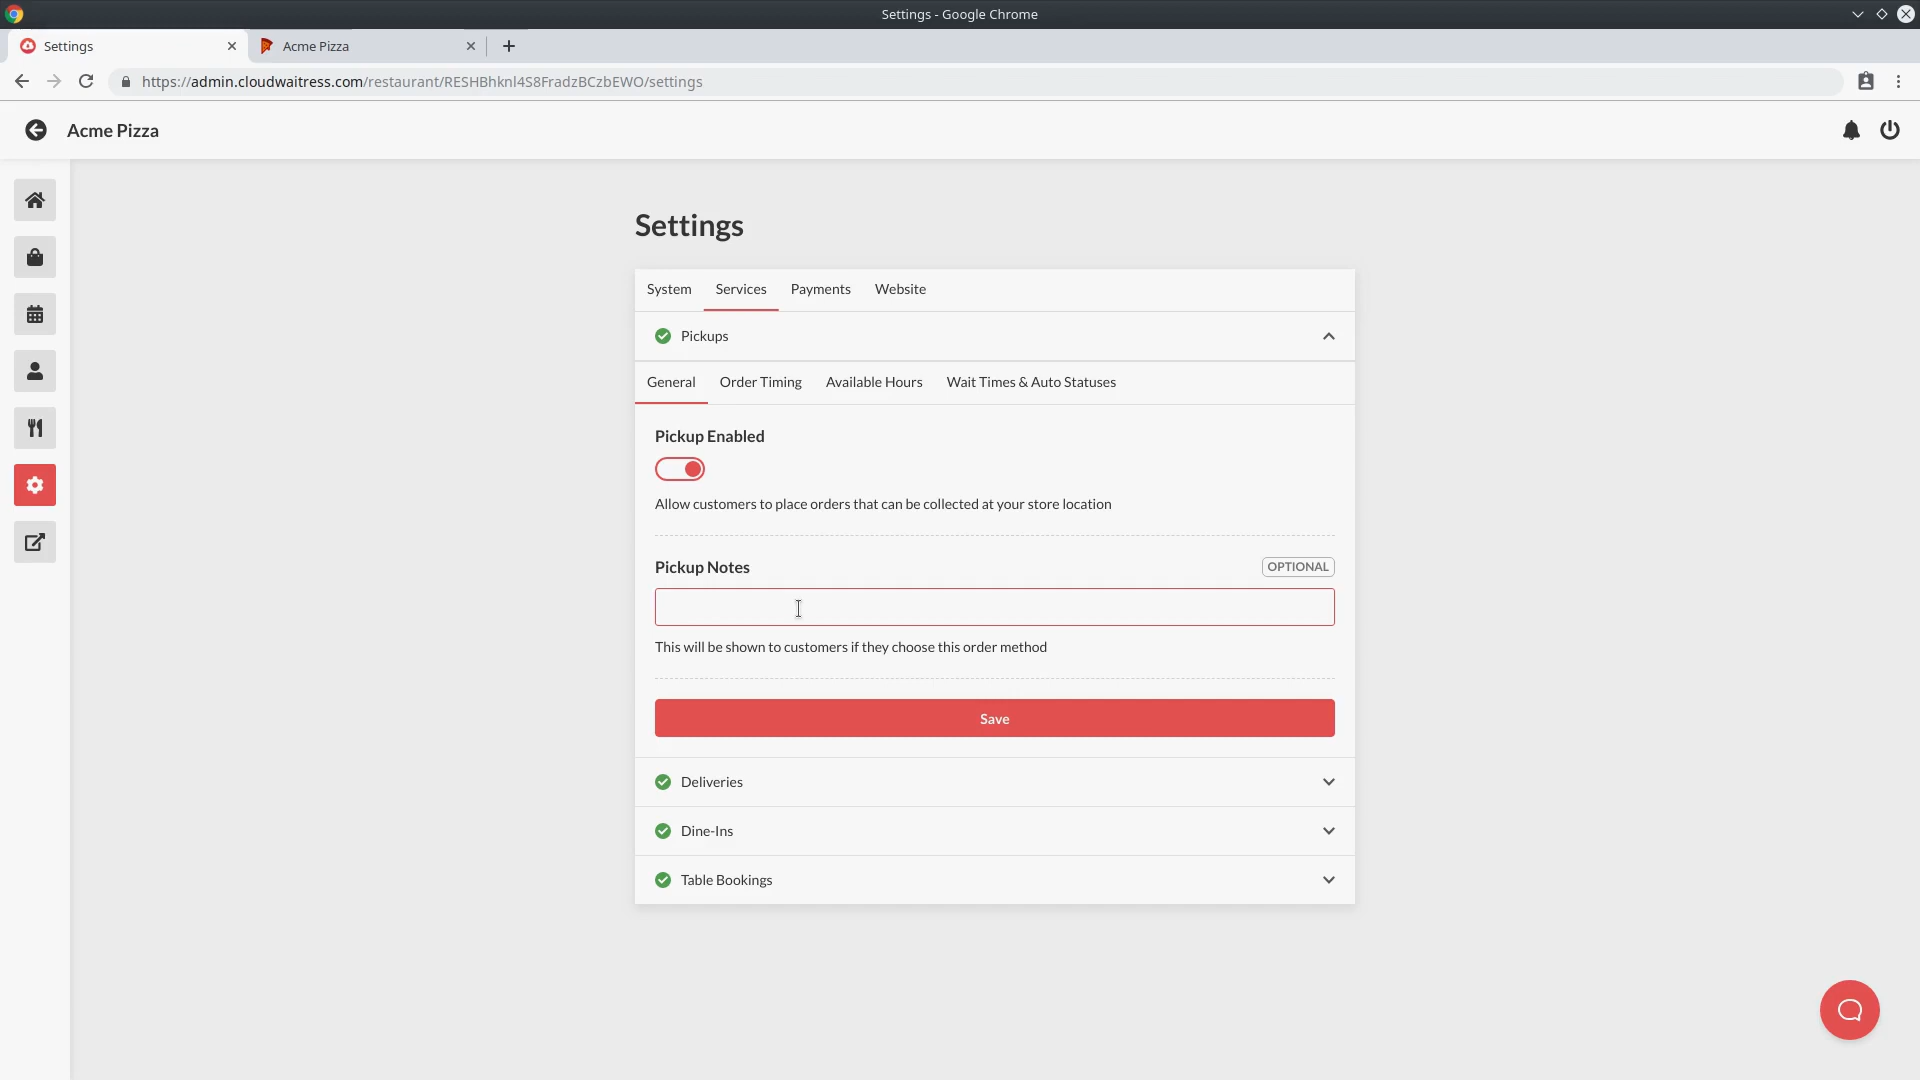 Settings - Google Chrome
Settings
Acme Pizza
https://admin.cloudwaitress.com/restaurant/RESHBhknl4S8FradzBCzbEWO/settings
Acme Pizza
Settings
System Services Payments Website
Pickups
General Order Timing Available Hours Wait Times & Auto Statuses
Pickup Enabled
Allow customers to place orders that can be collected at your store location
Pickup Notes OPTIONAL
This will be shown to customers if they choose this order method
Save
Deliveries
Dine-Ins
Table Bookings